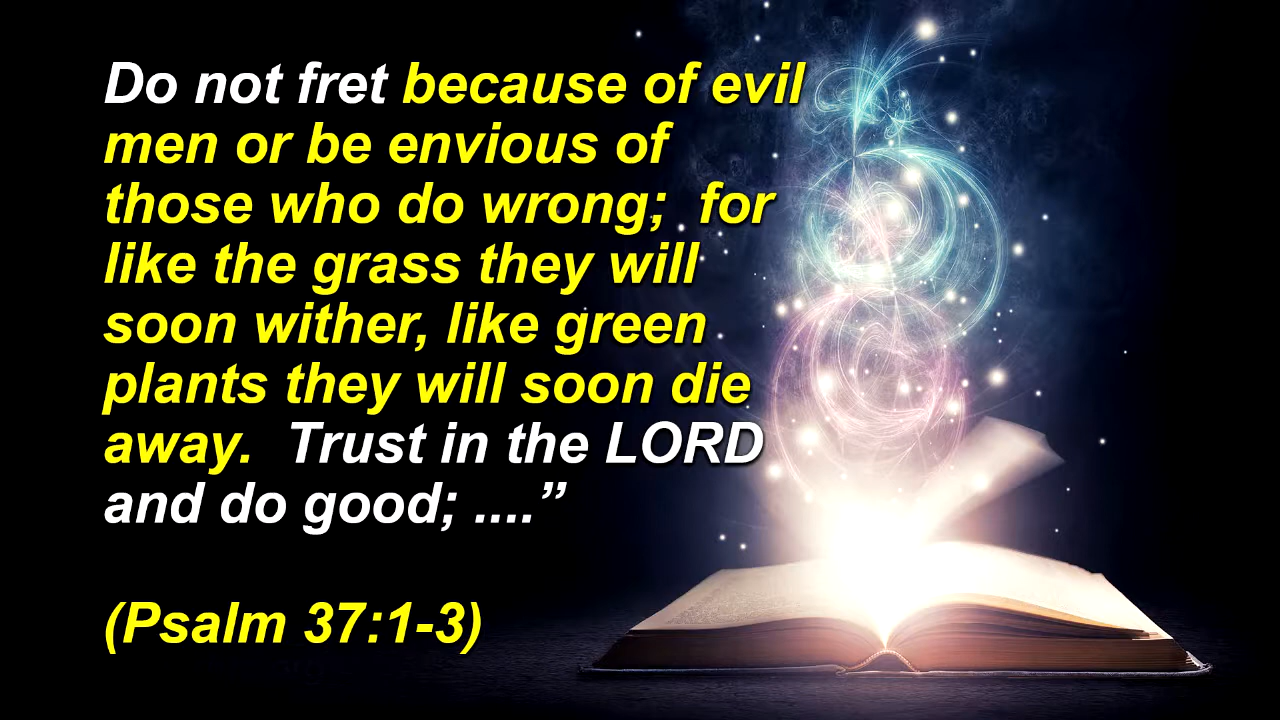 Do not fret because of evil
men or be envious of
those who do wrong;  for
like the grass they will
soon wither, like green
plants they will soon die
away.  Trust in the LORD
and do good; ....”
(Psalm 37:1-3)